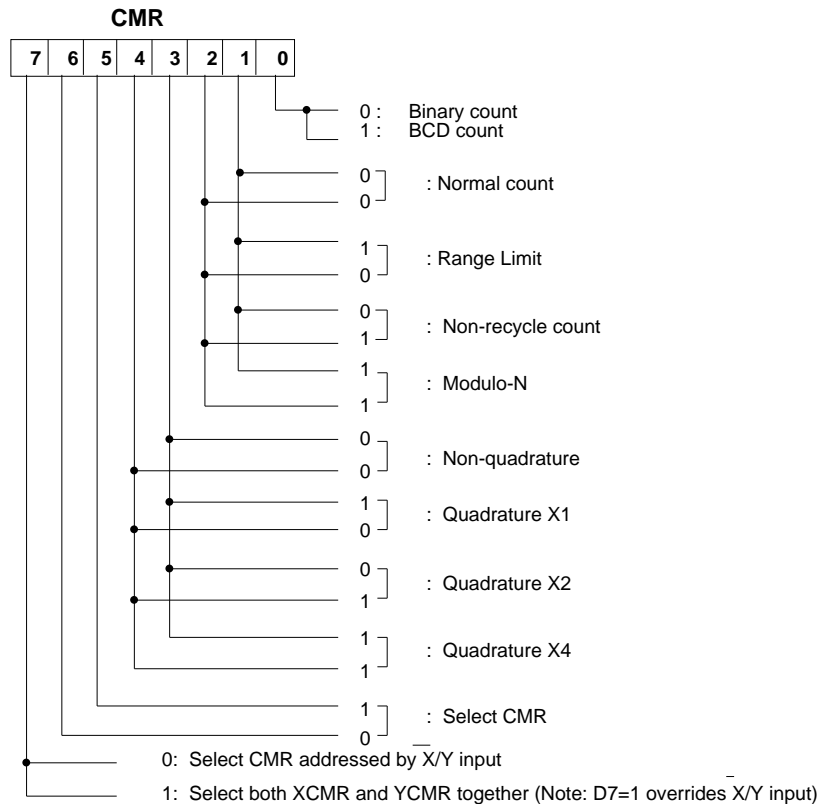 CMR
7 6 5 4 3 2 1 0
0 : Binary count
1 : BCD count
0
: Normal count
0
1
: Range Limit
0
0
: Non-recycle count
1
1
: Modulo-N
1
0
: Non-quadrature
0
1
: Quadrature X1
0
0
: Quadrature X2
1
1
: Quadrature X4
1
1
: Select CMR
0
0: Select CMR addressed by X̅/Y input
1: Select both XCMR and YCMR together (Note: D7=1 overrides X̅/Y input)